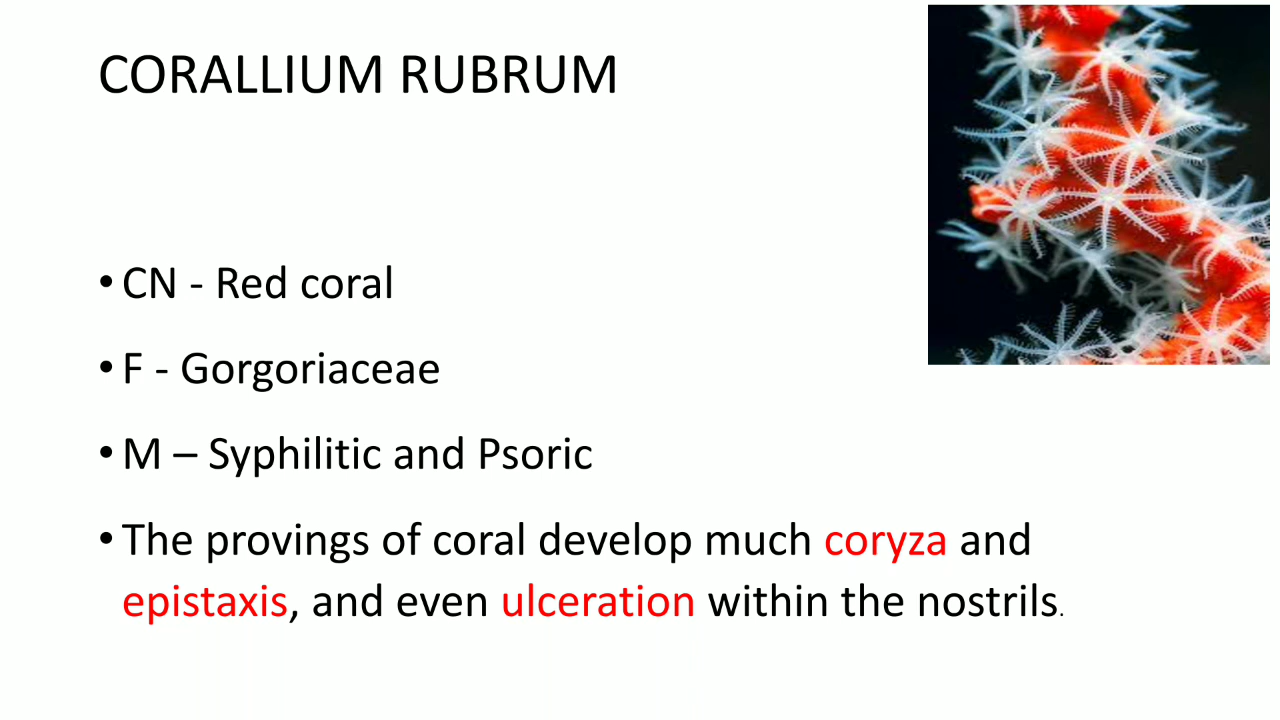 CORALLIUM RUBRUM
• CN - Red coral
• F - Gorgoriaceae
• M – Syphilitic and Psoric
• The provings of coral develop much coryza and
epistaxis, and even ulceration within the nostrils.